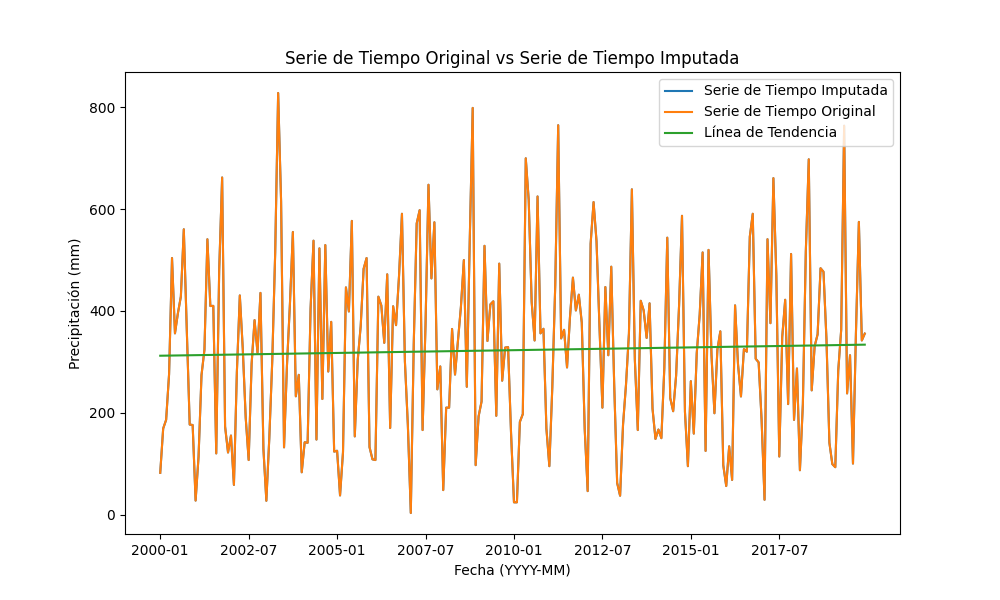 Serie de Tiempo Original vs Serie de Tiempo Imputada
Serie de Tiempo Imputada
Serie de Tiempo Original
Línea de Tendencia
Precipitación (mm)
800
600
400
200
0
2000-01 2002-07 2005-01 2007-07 2010-01 2012-07 2015-01 2017-07
Fecha (YYYY-MM)